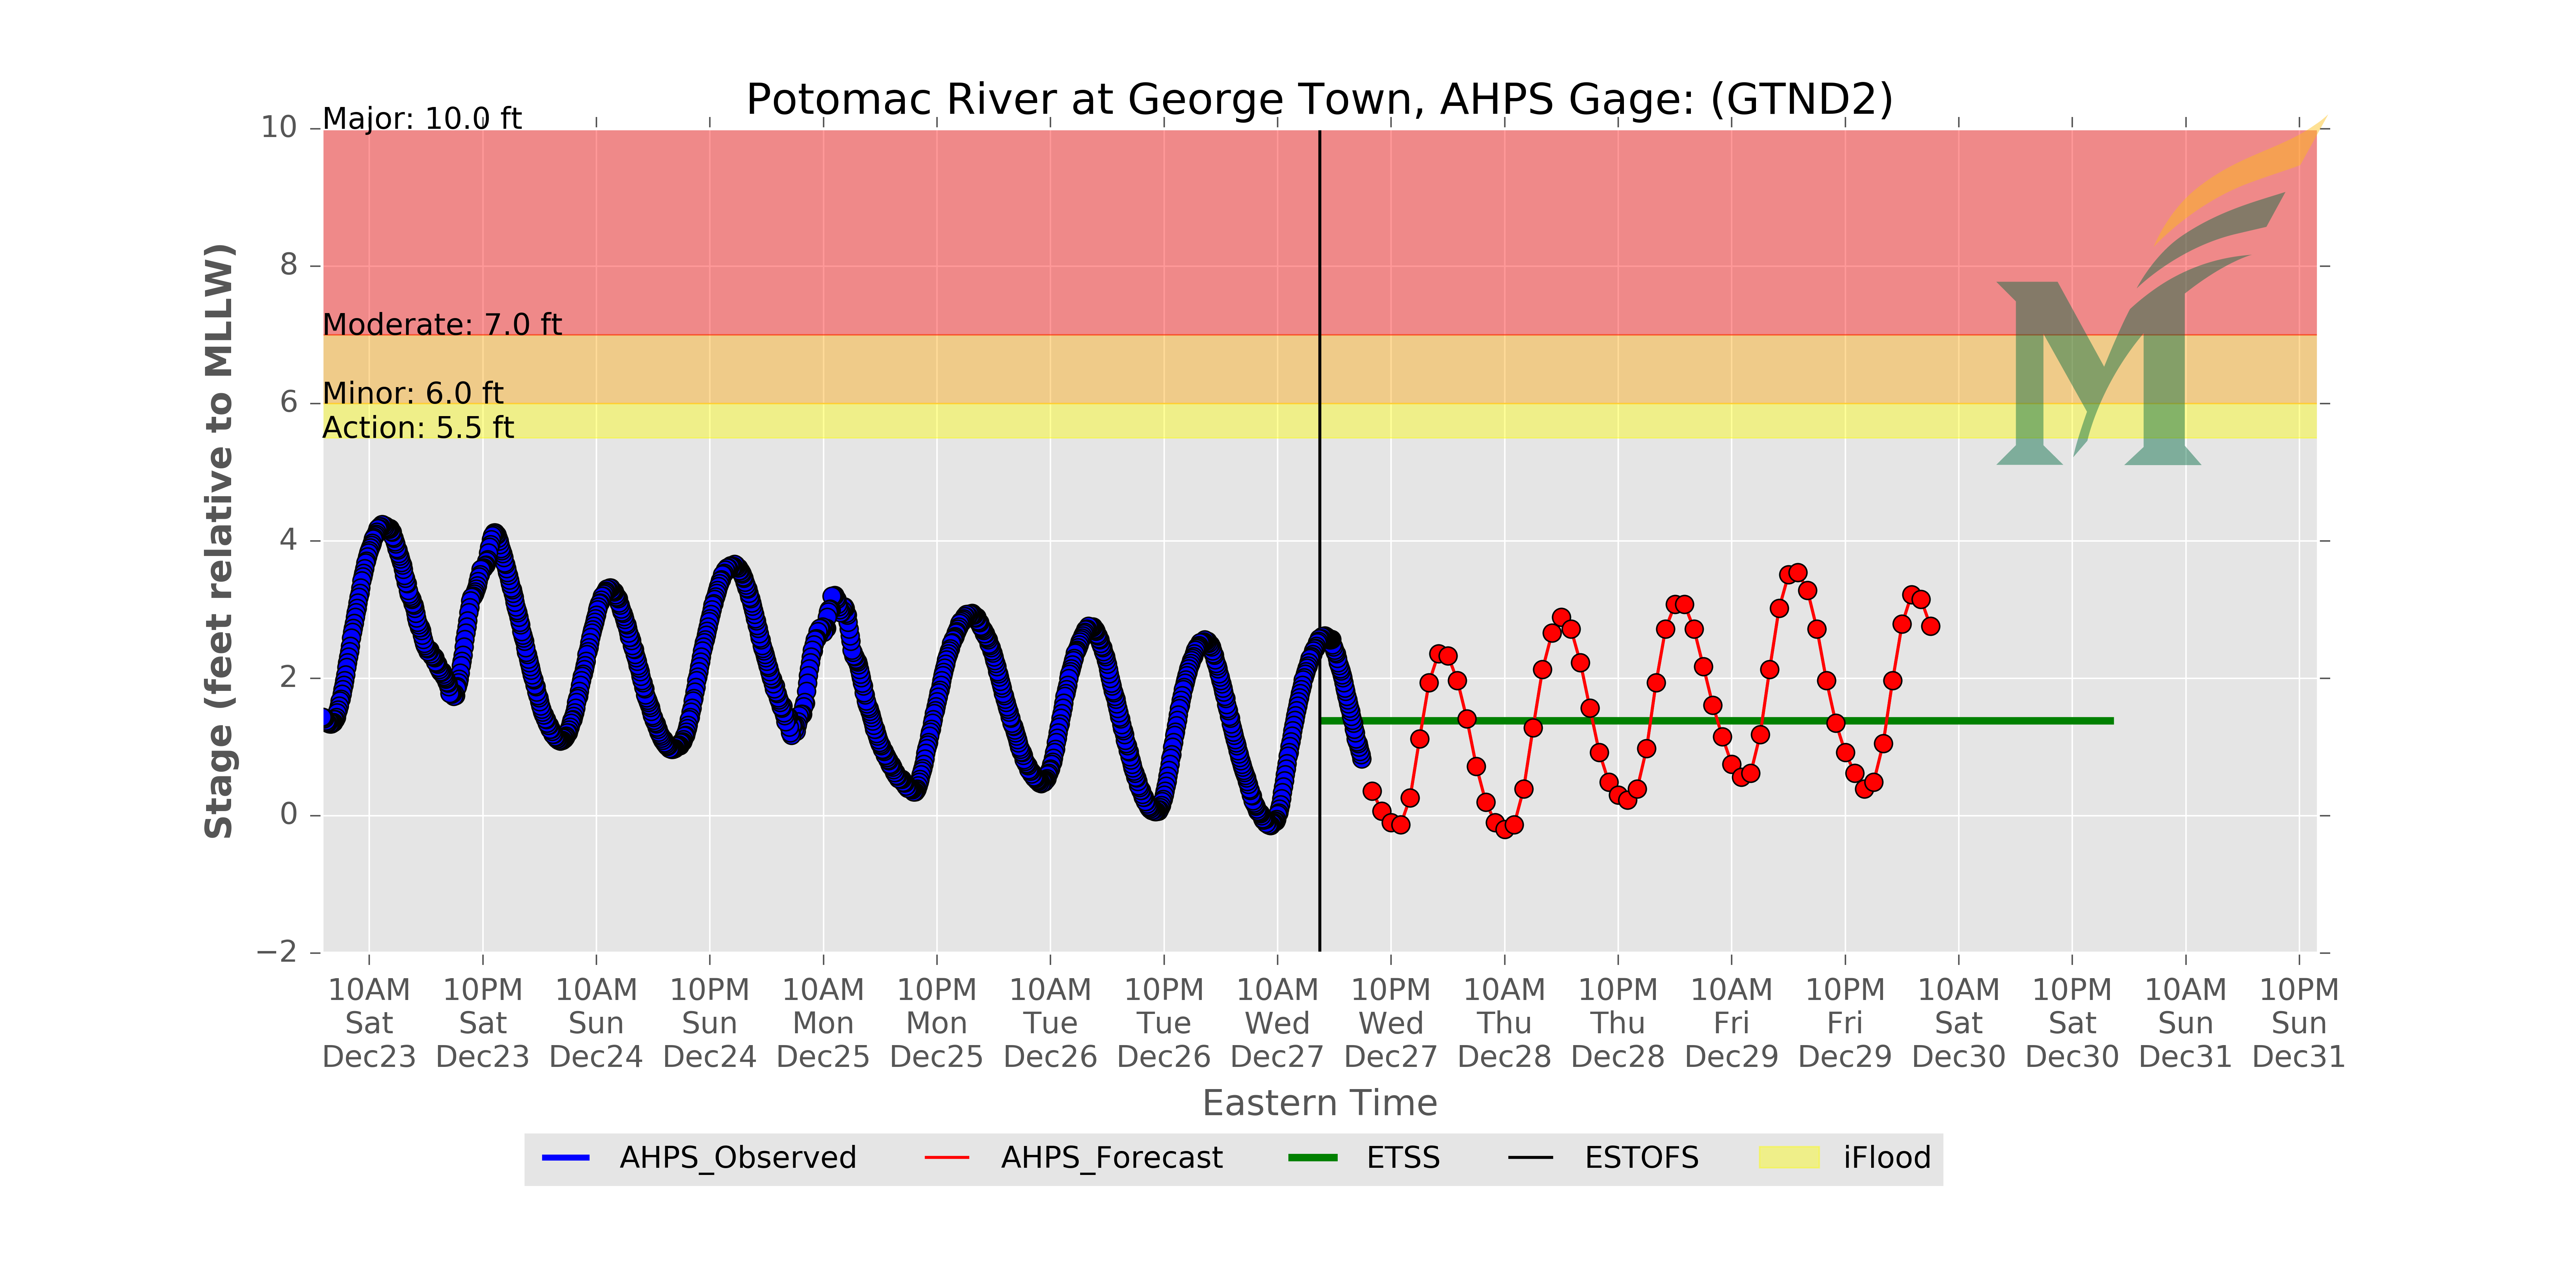 Potomac River at George Town, AHPS Gage: (GTND2)
Major: 10.0 ft
Moderate: 7.0 ft
Minor: 6.0 ft
Action: 5.5 ft
10
8
6
4
2
0
−2
Stage (feet relative to MLLW)
M
10AM 10PM 10AM 10PM 10AM 10PM 10AM 10PM 10AM 10PM 10AM 10PM 10AM 10PM 10AM 10PM 10AM 10PM
Sat Sat Sun Sun Mon Mon Tue Tue Wed Wed Thu Thu Fri Fri Sat Sat Sun Sun
Dec23 Dec23 Dec24 Dec24 Dec25 Dec25 Dec26 Dec26 Dec27 Dec27 Dec28 Dec28 Dec29 Dec29 Dec30 Dec30 Dec31 Dec31
Eastern Time
AHPS_Observed AHPS_Forecast ETSS ESTOFS iFlood